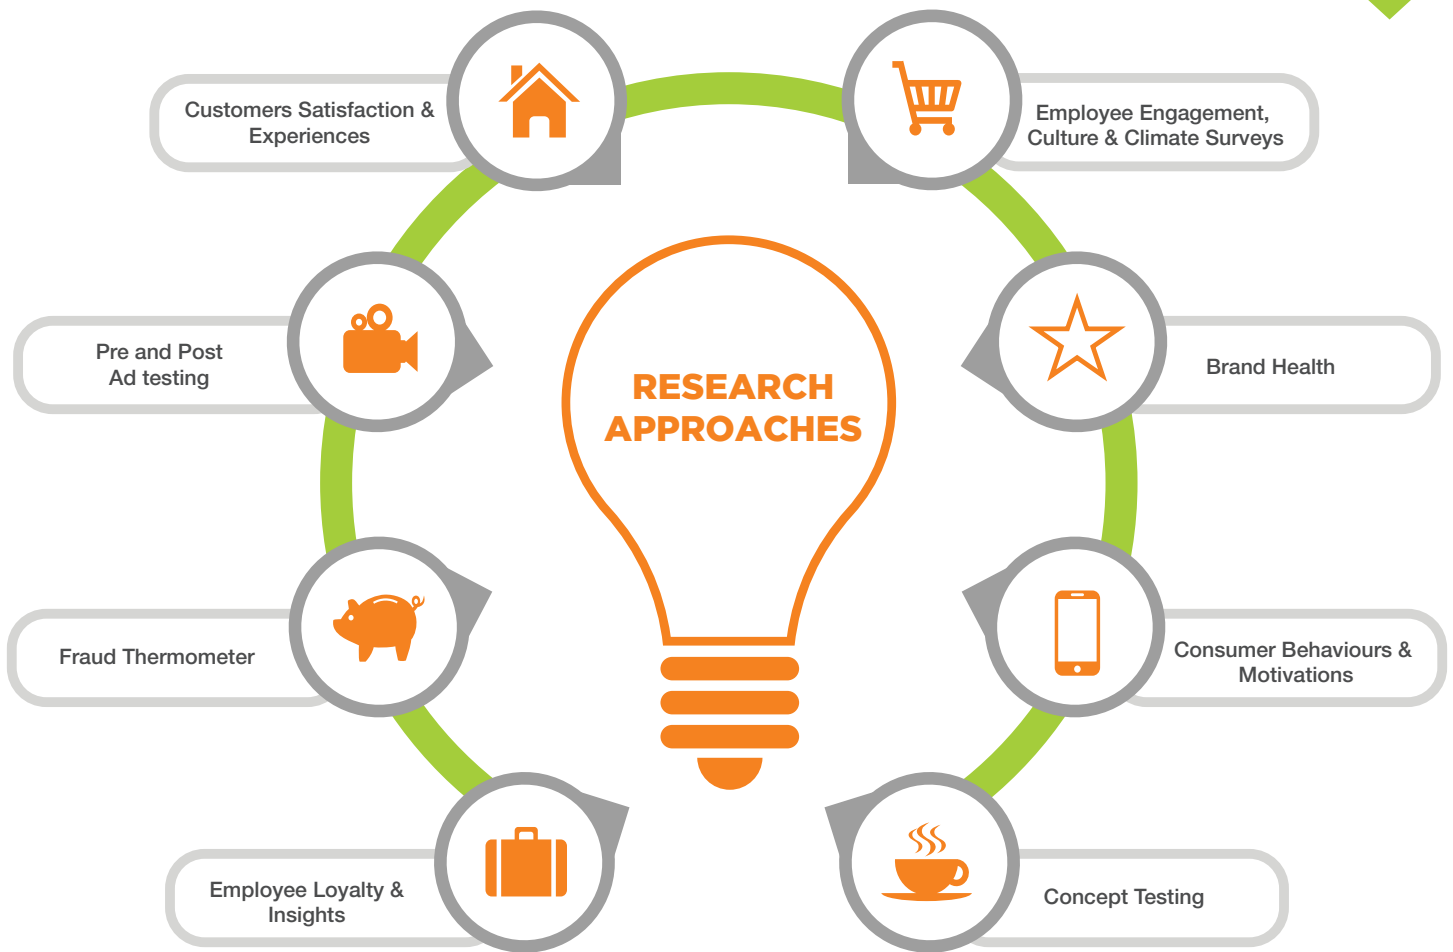 Customers Satisfaction &
Experiences
Employee Engagement,
Culture & Climate Surveys
Pre and Post
Ad testing
RESEARCH
APPROACHES
Brand Health
Fraud Thermometer
Consumer Behaviours &
Motivations
Employee Loyalty &
Insights
Concept Testing